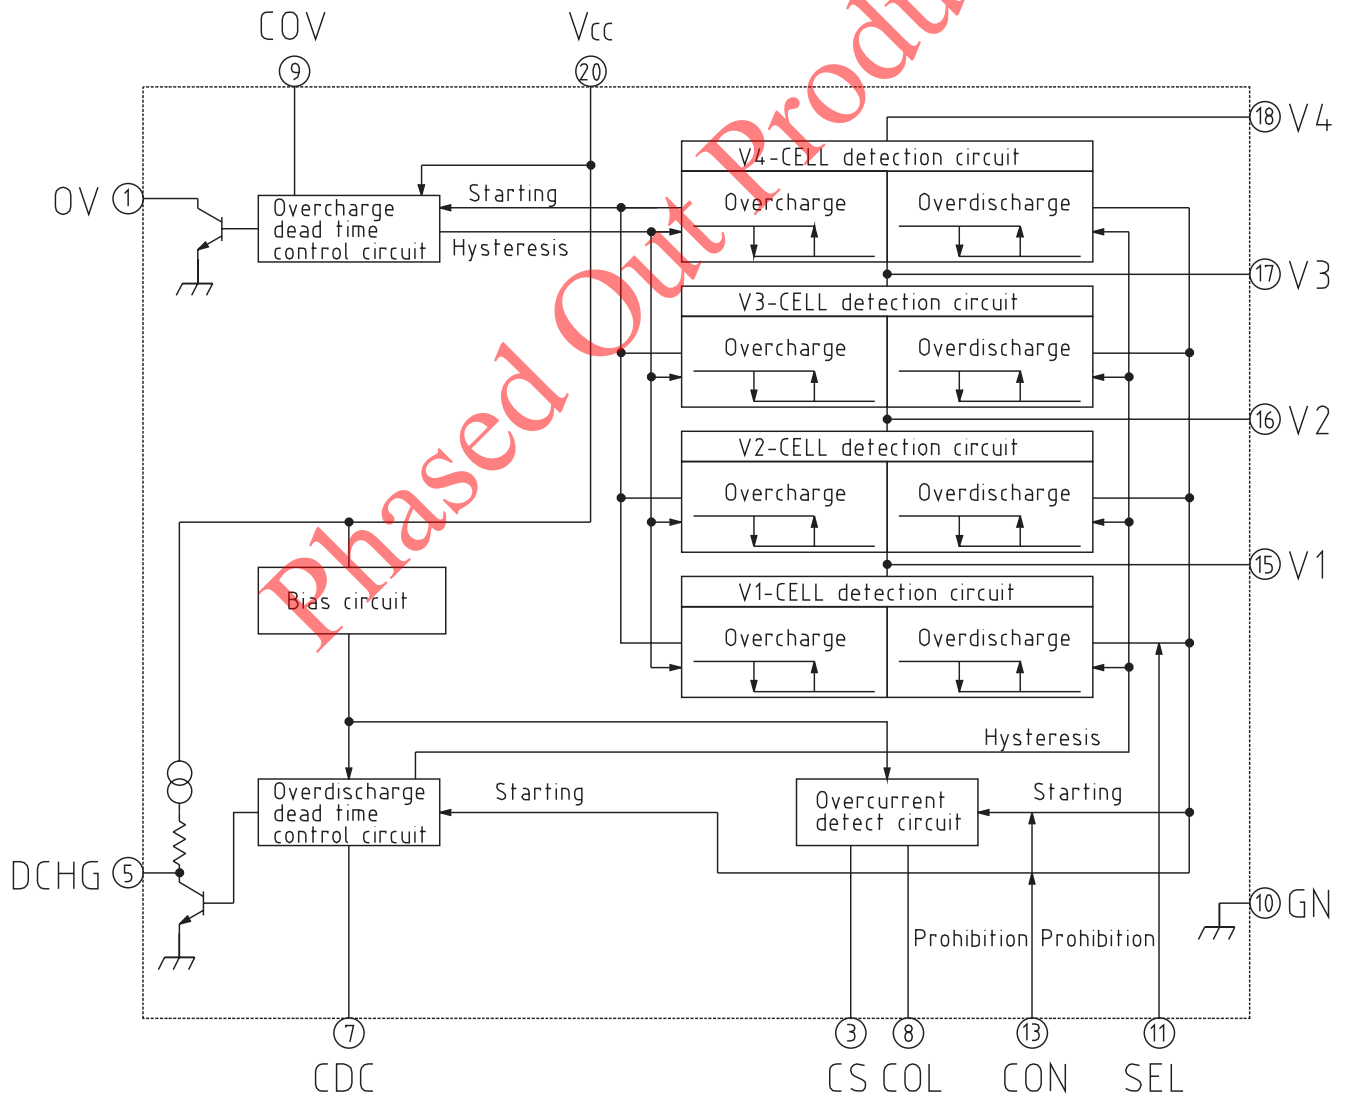 COV
Vcc
9
20
18 V4
V4-CELL detection circuit
OV 1
Starting
Overcharge
dead time
control circuit
Hysteresis
Overcharge
Overdischarge
17 V3
V3-CELL detection circuit
Overcharge
Overdischarge
16 V2
V2-CELL detection circuit
Overcharge
Overdischarge
15 V1
V1-CELL detection circuit
Bias circuit
Overcharge
Overdischarge
Hysteresis
Overdischarge
dead time
control circuit
Starting
Overcurrent
detect circuit
Starting
DCHG 5
10 GN
Prohibition
Prohibition
7
3
8
13
11
CDC
CS
COL
CON
SEL
Phased Out Produ